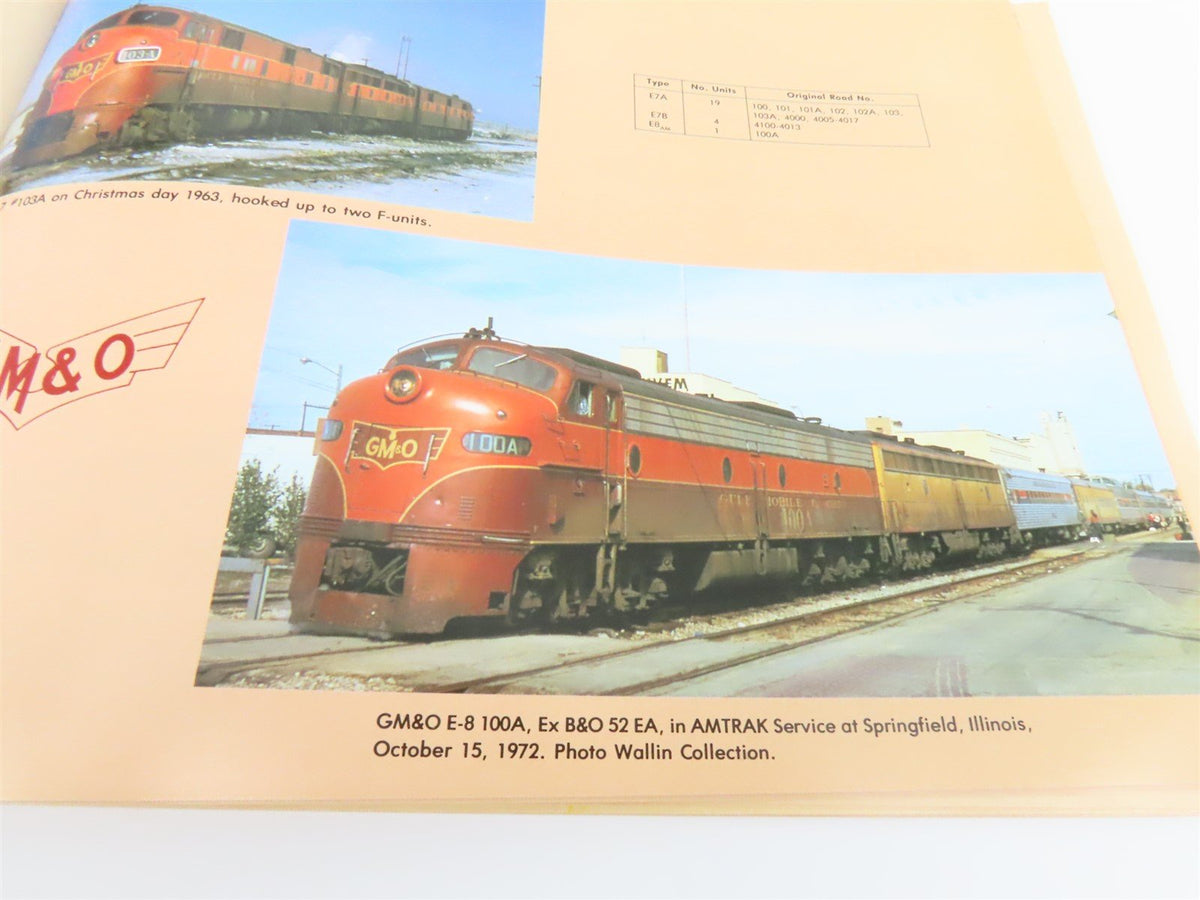 GM&O
103A
#103A on Christmas day 1963, hooked up to two F-units.
Type No. Units Original Road No.
E7A 19 100, 101, 101A, 102, 102A, 103,
103A, 4000, 4005-4017
E7B 4 4100-4013
E8 1 100A
M&O
GM&O
100A
VEM
GULF MOBILE &
100A
GM&O E-8 100A, Ex B&O 52 EA, in AMTRAK Service at Springfield, Illinois,
October 15, 1972. Photo Wallin Collection.